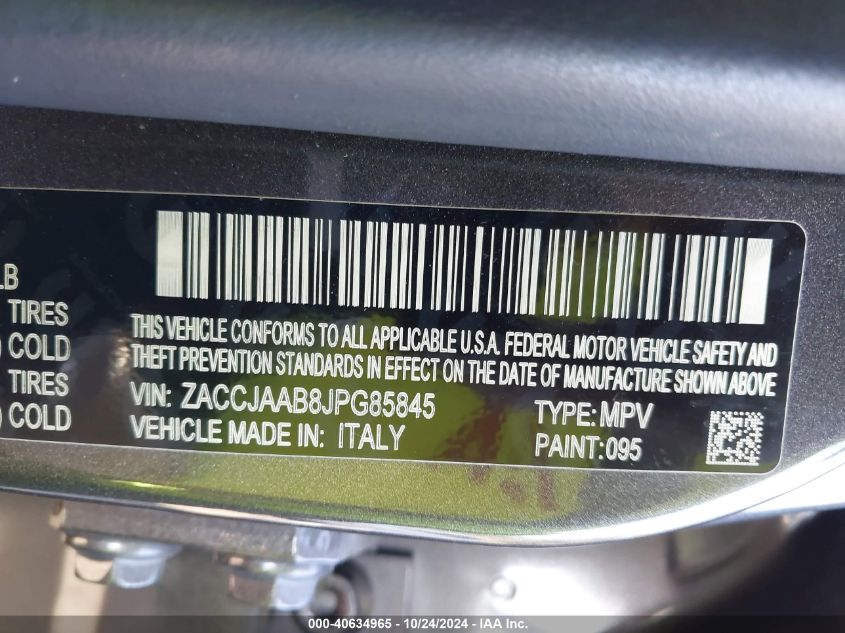 LB
TIRES
COLD
TIRES
COLD
THIS VEHICLE CONFORMS TO ALL APPLICABLE U.S.A. FEDERAL MOTOR VEHICLE SAFETY AND
THEFT PREVENTION STANDARDS IN EFFECT ON THE DATE OF MANUFACTURE SHOWN ABOVE
VIN: ZACCJAAB8JPG85845 TYPE: MPV
VEHICLE MADE IN: ITALY PAINT: 095
000-40634965 • 10/24/2024 - © IAA Inc.